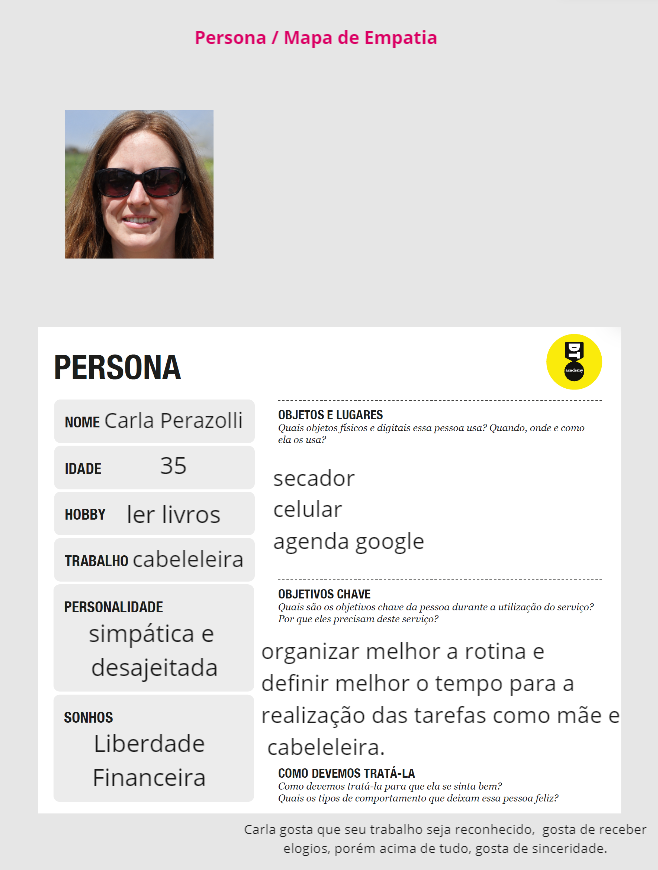 Persona / Mapa de Empatia
PERSONA
DT
academy
NOME Carla Perazolli
IDADE 35
HOBBY ler livros
TRABALHO cabeleleira
PERSONALIDADE
simpática e
desajeitada
SONHOS
Liberdade
Financeira
OBJETOS E LUGARES
Quais objetos físicos e digitais essa pessoa usa? Quando, onde e como
ela os usa?
secador
celular
agenda google
OBJETIVOS CHAVE
Quais são os objetivos chave da pessoa durante a utilização do serviço?
Por que eles precisam deste serviço?
organizar melhor a rotina e
definir melhor o tempo para a
realização das tarefas como mãe e
cabeleleira.
COMO DEVEMOS TRATÁ-LA
Como devemos tratá-la para que ela se sinta bem?
Quais os tipos de comportamento que deixam essa pessoa feliz?
Carla gosta que seu trabalho seja reconhecido, gosta de receber
elogios, porém acima de tudo, gosta de sinceridade.